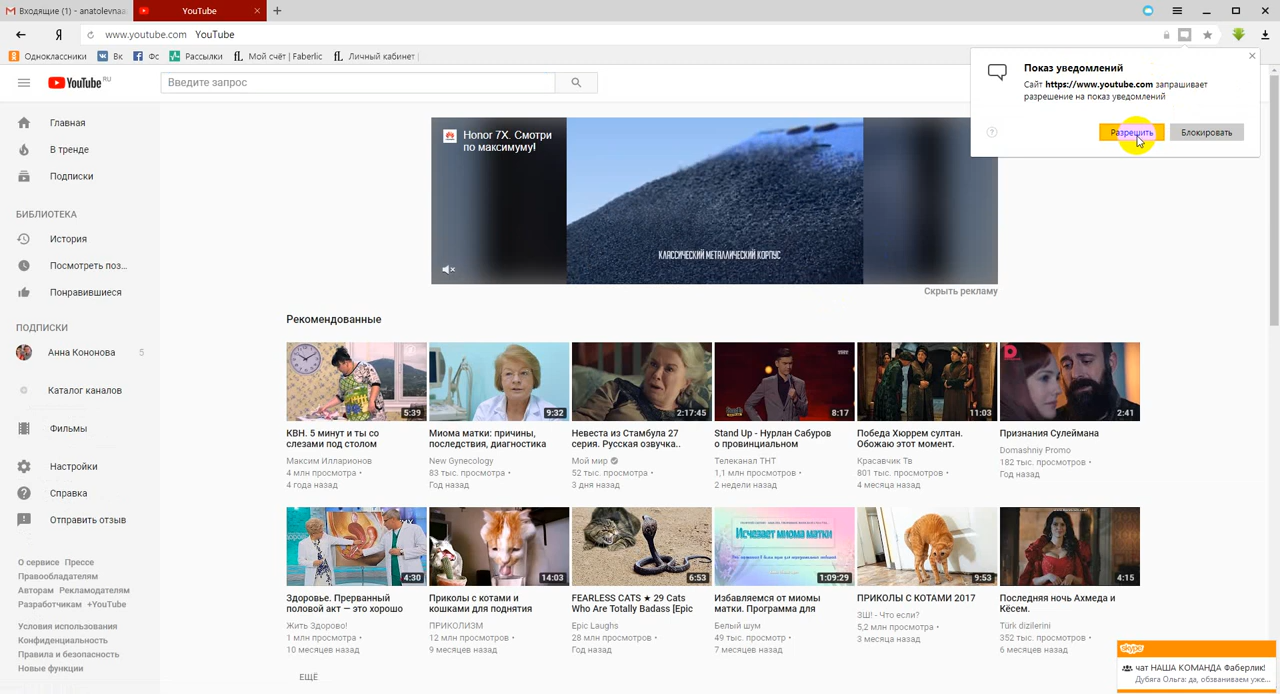 Входящие (1) - anatolevnaa
YouTube
www.youtube.com YouTube
Одноклассники Вк Фс Рассылки Мой счёт | Faberlic Личный кабинет
YouTube RU
Введите запрос
Показ уведомлений
Сайт https://www.youtube.com запрашивает
разрешение на показ уведомлений
Разрешить Блокировать
Главная
В тренде
Подписки
БИБЛИОТЕКА
История
Посмотреть поз...
Понравившиеся
ПОДПИСКИ
Анна Кононова 5
Каталог каналов
Фильмы
Настройки
Справка
Отправить отзыв
О сервисе Прессе
Правообладателям
Авторам Рекламодателям
Разработчикам +YouTube
Условия использования
Конфиденциальность
Правила и безопасность
Новые функции
Honor 7X. Смотри
по максимуму!
КЛАССИЧЕСКИЙ МЕТАЛЛИЧЕСКИЙ КОРПУС
Скрыть рекламу
Рекомендованные
5:39
КВН. 5 минут и ты со
слезами под столом
Максим Илларионов
4 млн просмотра •
4 года назад
9:32
Миома матки: причины,
последствия, диагностика
New Gynecology
83 тыс. просмотров •
Год назад
2:17:45
Невеста из Стамбула 27
серия. Русская озвучка..
Мой мир
52 тыс. просмотра •
3 дня назад
ТНТ
8:17
Stand Up - Нурлан Сабуров
о провинциальном
Телеканал ТНТ
1,1 млн просмотра •
2 недели назад
11:03
Победа Хюррем султан.
Обожаю этот момент.
Красавчик Тв
801 тыс. просмотров •
4 месяца назад
2:41
Признания Сулеймана
Domashniy Promo
182 тыс. просмотров •
Год назад
4:30
Здоровье. Прерванный
половой акт — это хорошо
Жить Здорово!
1 млн просмотра •
10 месяцев назад
14:03
Приколы с котами и
кошками для поднятия
ПРИКОЛИЗМ
12 млн просмотров •
9 месяцев назад
6:53
FEARLESS CATS ★ 29 Cats
Who Are Totally Badass [Epic
Epic Laughs
28 млн просмотров •
Год назад
Исчезает миома матки
1:09:29
Избавляемся от миомы
матки. Программа для
Белый шум
49 тыс. просмотр •
7 месяцев назад
9:53
ПРИКОЛЫ С КОТАМИ 2017
ЗЩ! - Что если?
5,2 млн просмотра •
3 месяца назад
4:15
Последняя ночь Ахмеда и
Кёсем.
Türk dizilerini
352 тыс. просмотров •
6 месяцев назад
ЕЩЁ
skype
чат НАША КОМАНДА Фаберлик!
Дубяга Ольга: да, обзваниваем уже...